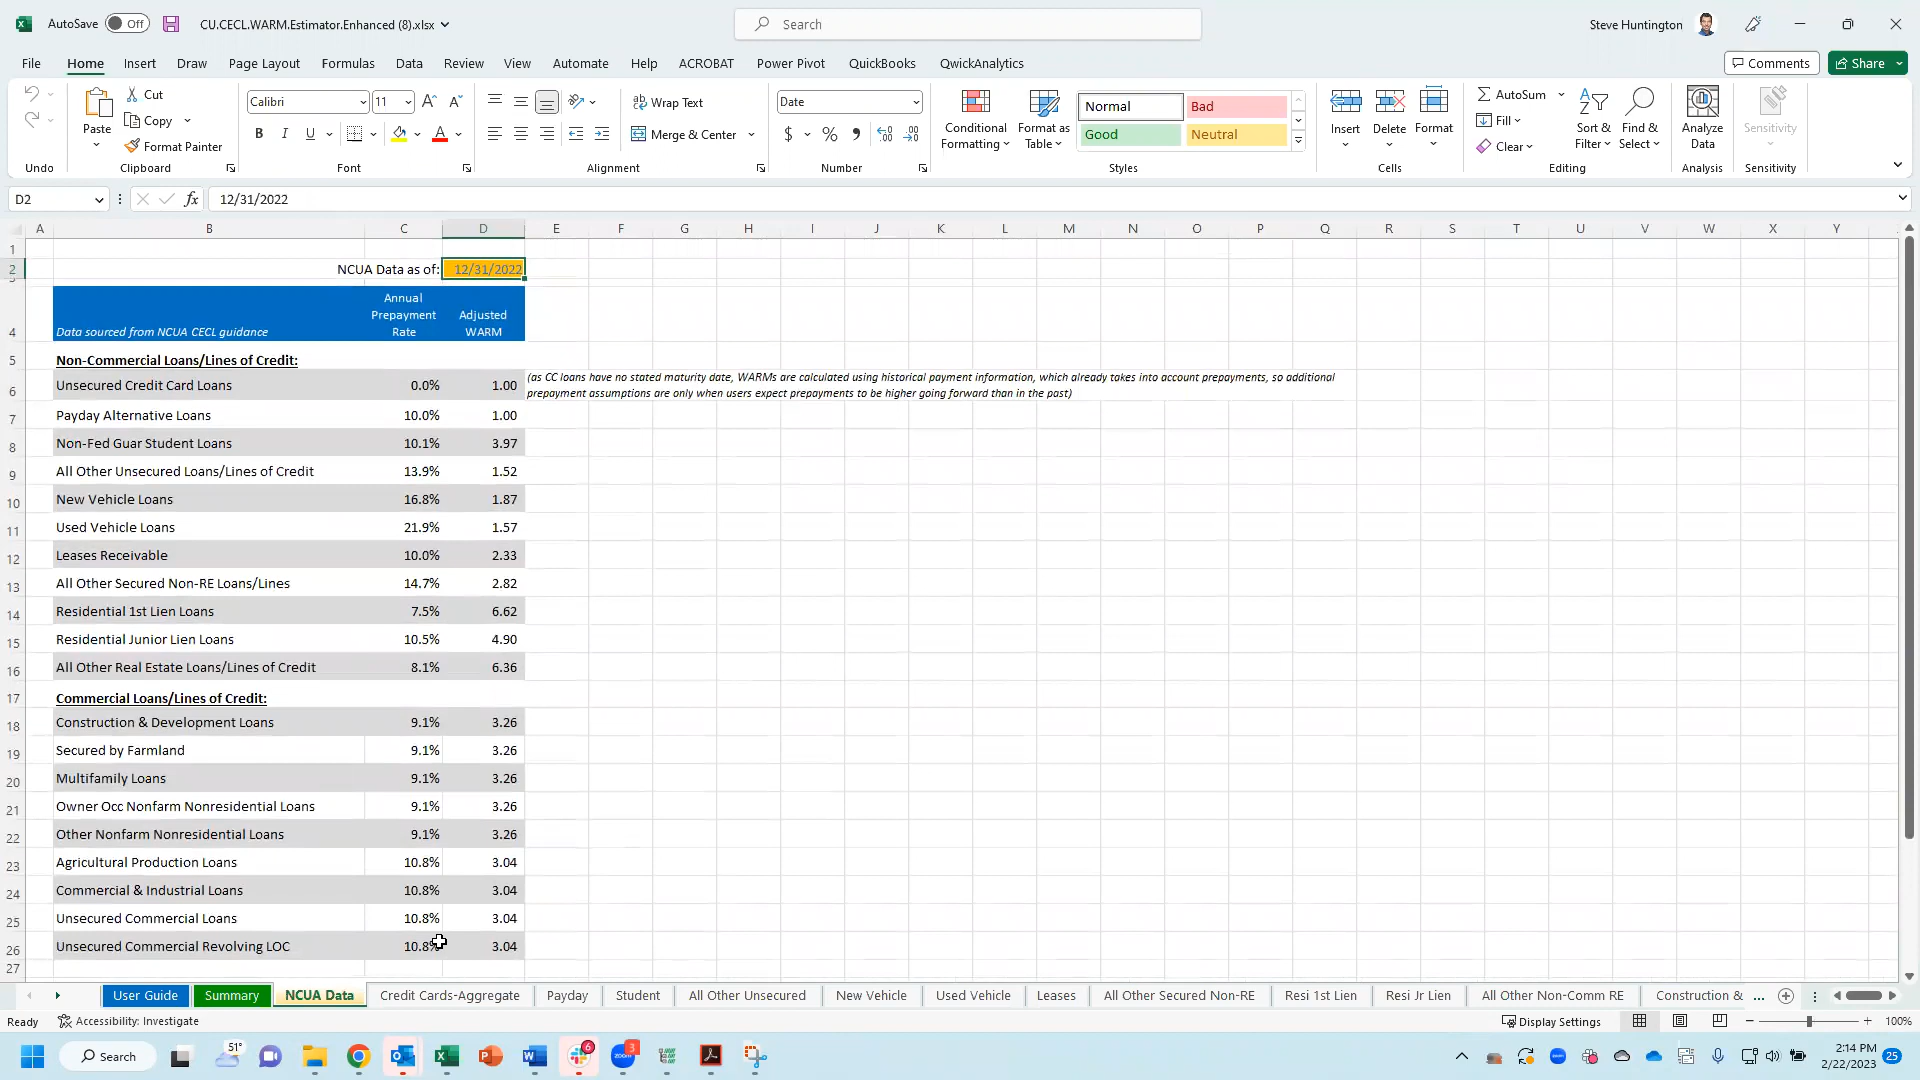 AutoSave Off CU.CECL.WARM.Estimator.Enhanced (8).xlsx Search Steve Huntington
File Home Insert Draw Page Layout Formulas Data Review View Automate Help ACROBAT Power Pivot QuickBooks QwickAnalytics Comments Share
Cut Calibri 11 Wrap Text Date Normal Bad AutoSum
Paste Copy Conditional Formatting Format as Table Good Neutral Insert Delete Format Fill Sort & Filter Find & Select Analyze Data Sensitivity
Format Painter B I U Merge & Center $ % Clear
Undo Clipboard Font Alignment Number Styles Cells Editing Analysis Sensitivity
D2 fx 12/31/2022
A B C D E F G H I J K L M N O P Q R S T U V W X Y
1
2 NCUA Data as of: 12/31/2022
3
4 Data sourced from NCUA CECL guidance Annual Prepayment Rate Adjusted WARM
5 Non-Commercial Loans/Lines of Credit:
6 Unsecured Credit Card Loans 0.0% 1.00 (as CC loans have no stated maturity date, WARMs are calculated using historical payment information, which already takes into account prepayments, so additional
prepayment assumptions are only when users expect prepayments to be higher going forward than in the past)
7 Payday Alternative Loans 10.0% 1.00
8 Non-Fed Guar Student Loans 10.1% 3.97
9 All Other Unsecured Loans/Lines of Credit 13.9% 1.52
10 New Vehicle Loans 16.8% 1.87
11 Used Vehicle Loans 21.9% 1.57
12 Leases Receivable 10.0% 2.33
13 All Other Secured Non-RE Loans/Lines 14.7% 2.82
14 Residential 1st Lien Loans 7.5% 6.62
15 Residential Junior Lien Loans 10.5% 4.90
16 All Other Real Estate Loans/Lines of Credit 8.1% 6.36
17 Commercial Loans/Lines of Credit:
18 Construction & Development Loans 9.1% 3.26
19 Secured by Farmland 9.1% 3.26
20 Multifamily Loans 9.1% 3.26
21 Owner Occ Nonfarm Nonresidential Loans 9.1% 3.26
22 Other Nonfarm Nonresidential Loans 9.1% 3.26
23 Agricultural Production Loans 10.8% 3.04
24 Commercial & Industrial Loans 10.8% 3.04
25 Unsecured Commercial Loans 10.8% 3.04
26 Unsecured Commercial Revolving LOC 10.8% 3.04
27
User Guide Summary NCUA Data Credit Cards-Aggregate Payday Student All Other Unsecured New Vehicle Used Vehicle Leases All Other Secured Non-RE Resi 1st Lien Resi Jr Lien All Other Non-Comm RE Construction & ...
Ready Accessibility: Investigate Display Settings 100%
Search 51° 6 3 2:14 PM
2/22/2023 25